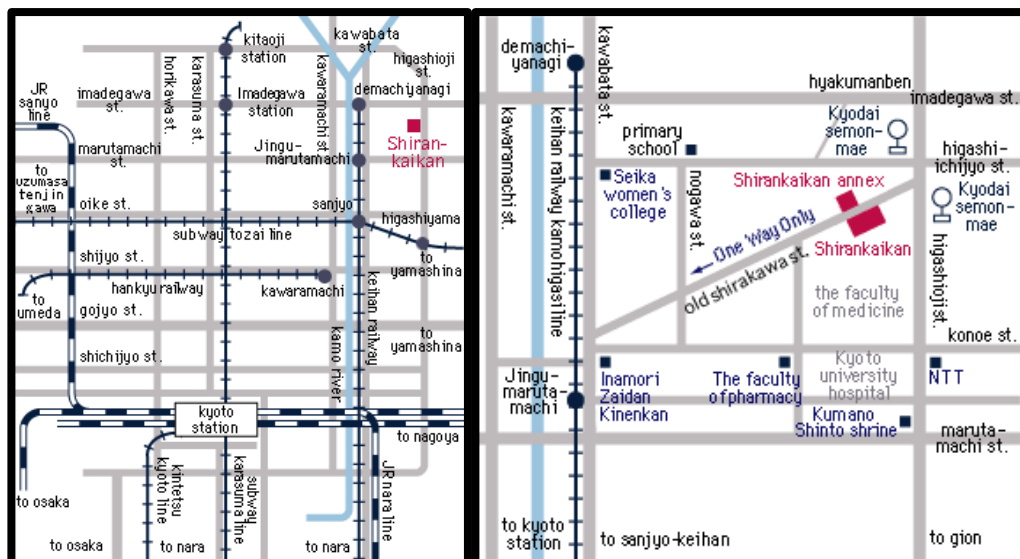 kitaoji
station
kawabata
st.
higashioji
st.
JR
sanyo
line
imadegawa
st.
horikawa st.
karasuma st.
Imadegawa
station
kawaramachi st.
demachiyanagi
Shiran-
kaikan
marutamachi
st.
Jingu-
marutamachi
to
uzumasa
tenjin
gawa
oike st.
sanjyo
higashiyama
subway tozai line
shijyo st.
to
yamashina
hankyu railway
kawaramachi
to
umeda
gojyo st.
keihan railway
kamo river
to
yamashina
shichijyo st.
kyoto
station
to nagoya
kintetsu
kyoto line
subway
karasuma line
JR nara line
to osaka
to osaka
to nara
to nara
demachi-
yanagi
kawabata st.
hyakumanben
imadegawa st.
kawaramachi st.
keihan railway kamohigasi line
primary
school
Kyodai
semon-
mae
higashi-
ichijyo st.
Seika
women's
college
nogawa st.
Shirankaikan annex
Kyodai
semon-
mae
One Way Only
Shirankaikan
old shirakawa st.
higashioji st.
the faculty
of medicine
konoe st.
Jingu-
maruta-
machi
Inamori
Zaidan
Kinenkan
The faculty
of pharmacy
Kyoto
university
hospital
NTT
Kumano
Shinto shrine
maruta-
machi st.
to kyoto
station
to sanjyo-keihan
to gion